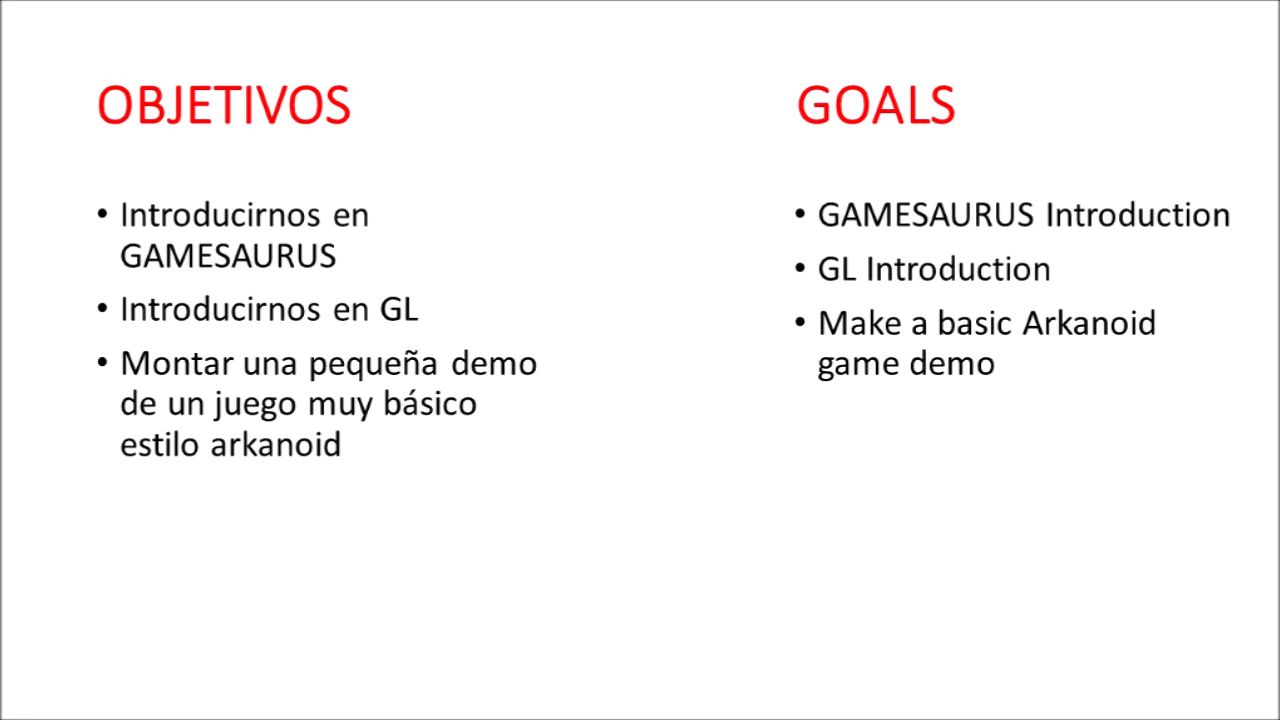 OBJETIVOS
• Introducirnos en
GAMESAURUS
• Introducirnos en GL
• Montar una pequeña demo
de un juego muy básico
estilo arkanoid
GOALS
• GAMESAURUS Introduction
• GL Introduction
• Make a basic Arkanoid
game demo